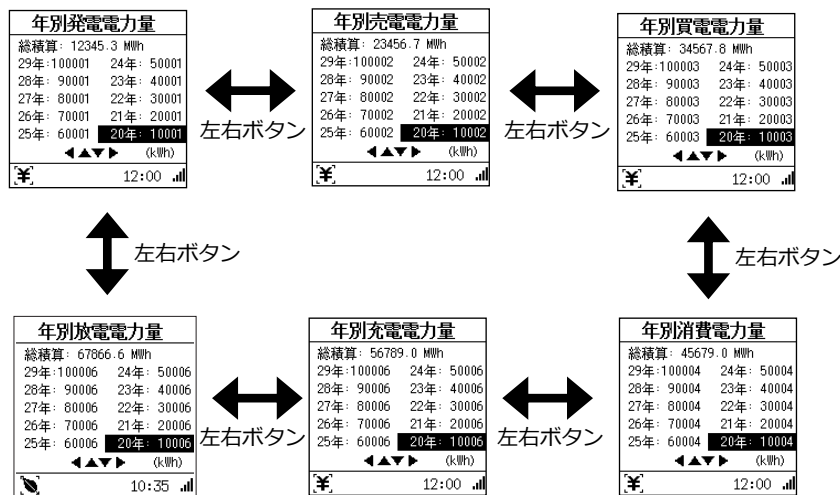 年別発電電力量
総積算: 12345.3 MWh
29年:100001 24年: 50001
28年: 90001 23年: 40001
27年: 80001 22年: 30001
26年: 70001 21年: 20001
25年: 60001 20年: 10001
◀▲▼▶ (kWh)
¥ 12:00
左右ボタン
年別売電電力量
総積算: 23456.7 MWh
29年:100002 24年: 50002
28年: 90002 23年: 40002
27年: 80002 22年: 30002
26年: 70002 21年: 20002
25年: 60002 20年: 10002
◀▲▼▶ (kWh)
¥ 12:00
左右ボタン
年別買電電力量
総積算: 34567.8 MWh
29年:100003 24年: 50003
28年: 90003 23年: 40003
27年: 80003 22年: 30003
26年: 70003 21年: 20003
25年: 60003 20年: 10003
◀▲▼▶ (kWh)
¥ 12:00
左右ボタン
左右ボタン
年別放電電力量
総積算: 67866.6 MWh
29年:100006 24年: 50006
28年: 90006 23年: 40006
27年: 80006 22年: 30006
26年: 70006 21年: 20006
25年: 60006 20年: 10006
◀▲▼▶ (kWh)
10:35
左右ボタン
年別充電電力量
総積算: 56789.0 MWh
29年:100006 24年: 50006
28年: 90006 23年: 40006
27年: 80006 22年: 30006
26年: 70006 21年: 20006
25年: 60006 20年: 10006
◀▲▼▶ (kWh)
¥ 12:00
左右ボタン
年別消費電力量
総積算: 45679.0 MWh
29年:100004 24年: 50004
28年: 90004 23年: 40004
27年: 80004 22年: 30004
26年: 70004 21年: 20004
25年: 60004 20年: 10004
◀▲▼▶ (kWh)
¥ 12:00